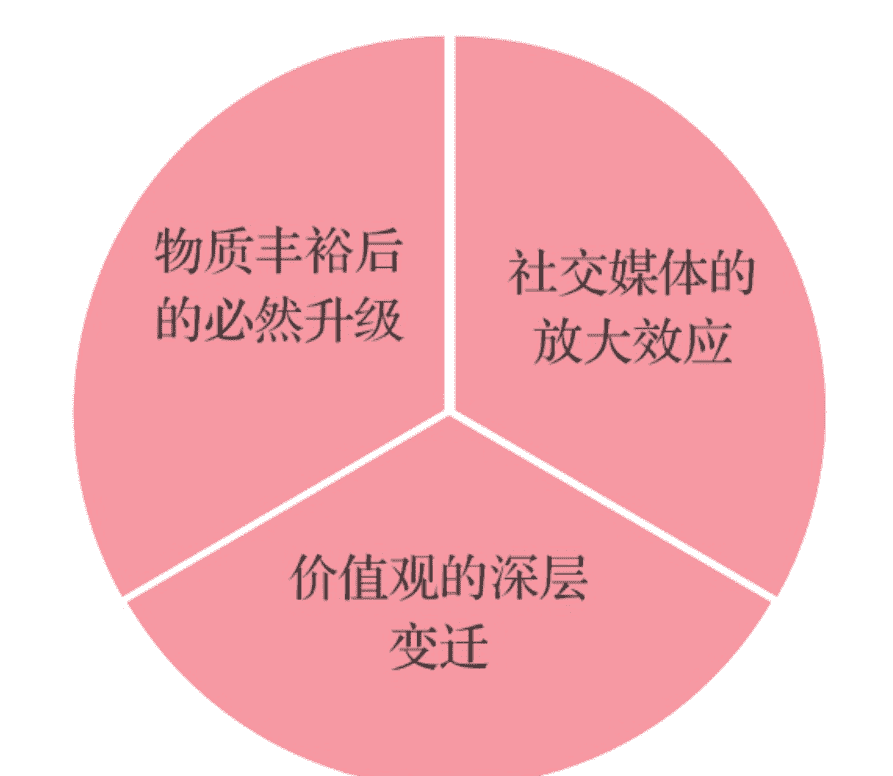 物质丰裕后
的必然升级
社交媒体的
放大效应
价值观的深层
变迁